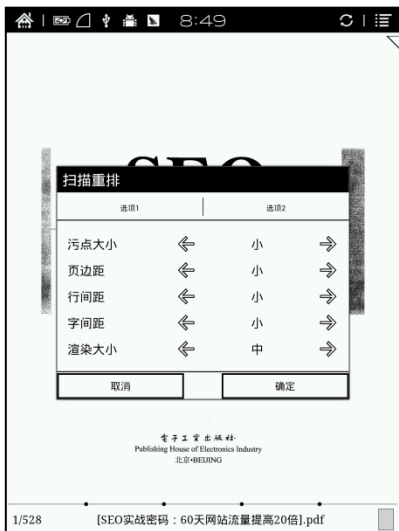 8:49
SEO
扫描重排
选项1 选项2
污点大小 小
页边距 小
行间距 小
字间距 小
渲染大小 中
取消 确定
電子工業出版社·
Publishing House of Electronics Industry
北京•BEIJING
1/528 [SEO实战密码：60天网站流量提高20倍].pdf